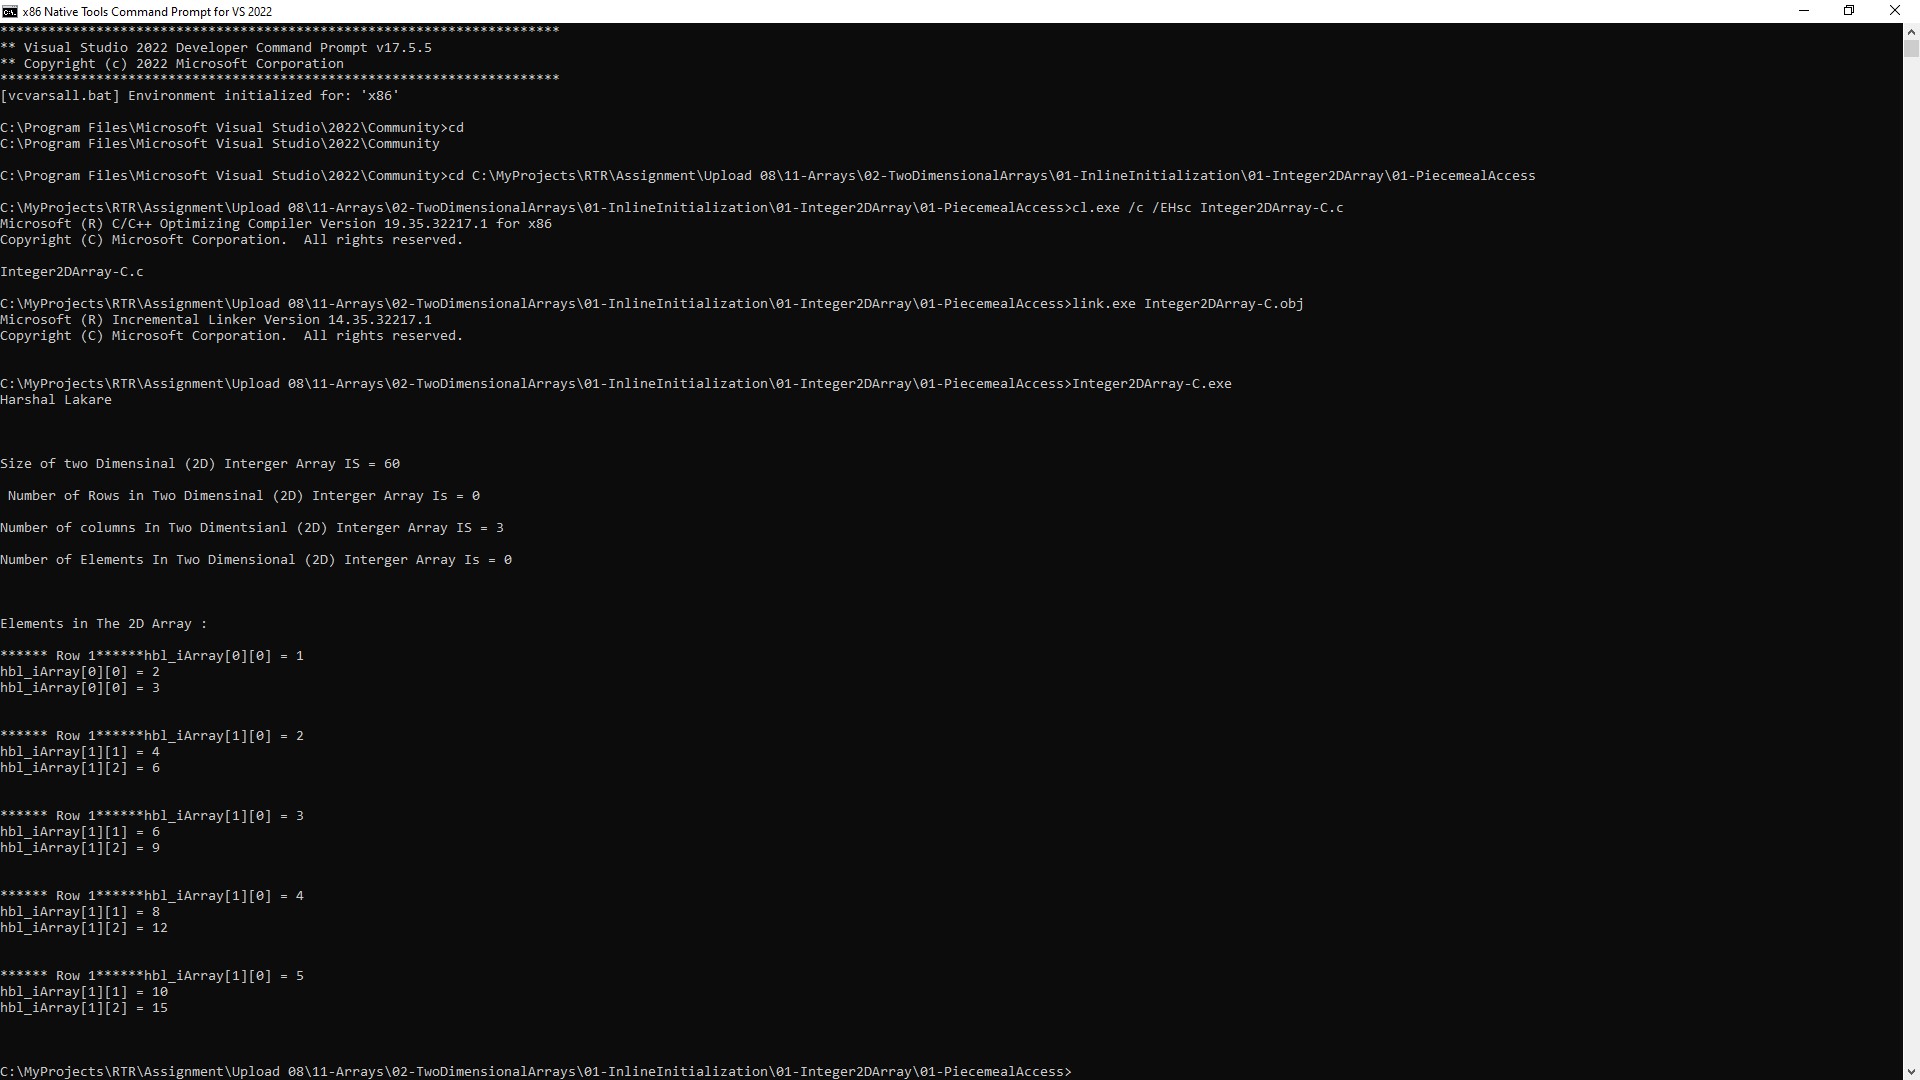 x86 Native Tools Command Prompt for VS 2022
**********************************************************************
** Visual Studio 2022 Developer Command Prompt v17.5.5
** Copyright (c) 2022 Microsoft Corporation
**********************************************************************
[vcvarsall.bat] Environment initialized for: 'x86'
C:\Program Files\Microsoft Visual Studio\2022\Community>cd
C:\Program Files\Microsoft Visual Studio\2022\Community
C:\Program Files\Microsoft Visual Studio\2022\Community>cd C:\MyProjects\RTR\Assignment\Upload 08\11-Arrays\02-TwoDimensionalArrays\01-InlineInitialization\01-Integer2DArray\01-PiecemealAccess
C:\MyProjects\RTR\Assignment\Upload 08\11-Arrays\02-TwoDimensionalArrays\01-InlineInitialization\01-Integer2DArray\01-PiecemealAccess>cl.exe /c /EHsc Integer2DArray-C.c
Microsoft (R) C/C++ Optimizing Compiler Version 19.35.32217.1 for x86
Copyright (C) Microsoft Corporation.  All rights reserved.
Integer2DArray-C.c
C:\MyProjects\RTR\Assignment\Upload 08\11-Arrays\02-TwoDimensionalArrays\01-InlineInitialization\01-Integer2DArray\01-PiecemealAccess>link.exe Integer2DArray-C.obj
Microsoft (R) Incremental Linker Version 14.35.32217.1
Copyright (C) Microsoft Corporation.  All rights reserved.
C:\MyProjects\RTR\Assignment\Upload 08\11-Arrays\02-TwoDimensionalArrays\01-InlineInitialization\01-Integer2DArray\01-PiecemealAccess>Integer2DArray-C.exe
Harshal Lakare
Size of two Dimensinal (2D) Interger Array IS = 60
Number of Rows in Two Dimensinal (2D) Interger Array Is = 0
Number of columns In Two Dimentsianl (2D) Interger Array IS = 3
Number of Elements In Two Dimensional (2D) Interger Array Is = 0
Elements in The 2D Array :
****** Row 1******hbl_iArray[0][0] = 1
hbl_iArray[0][0] = 2
hbl_iArray[0][0] = 3
****** Row 1******hbl_iArray[1][0] = 2
hbl_iArray[1][1] = 4
hbl_iArray[1][2] = 6
****** Row 1******hbl_iArray[1][0] = 3
hbl_iArray[1][1] = 6
hbl_iArray[1][2] = 9
****** Row 1******hbl_iArray[1][0] = 4
hbl_iArray[1][1] = 8
hbl_iArray[1][2] = 12
****** Row 1******hbl_iArray[1][0] = 5
hbl_iArray[1][1] = 10
hbl_iArray[1][2] = 15
C:\MyProjects\RTR\Assignment\Upload 08\11-Arrays\02-TwoDimensionalArrays\01-InlineInitialization\01-Integer2DArray\01-PiecemealAccess>